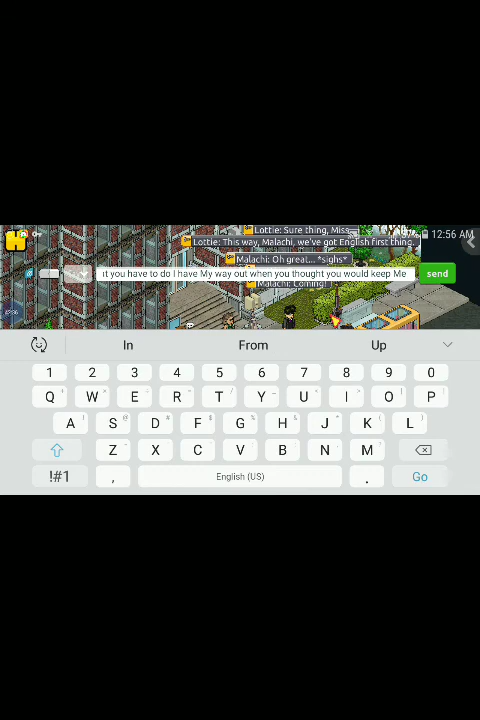 Lottie: Sure thing, Miss
12:56 AM
Lottie: This way, Malachi, we've got English first thing.
Malachi: Oh great... *sighs*
it you have to do I have My way out when you thought you would keep Me
send
Malachi: Coming!
In From Up
1 2 3 4 5 6 7 8 9 0
Q W E R T Y U I O P
A S D F G H J K L
Z X C V B N M
!#1 , English (US) . Go